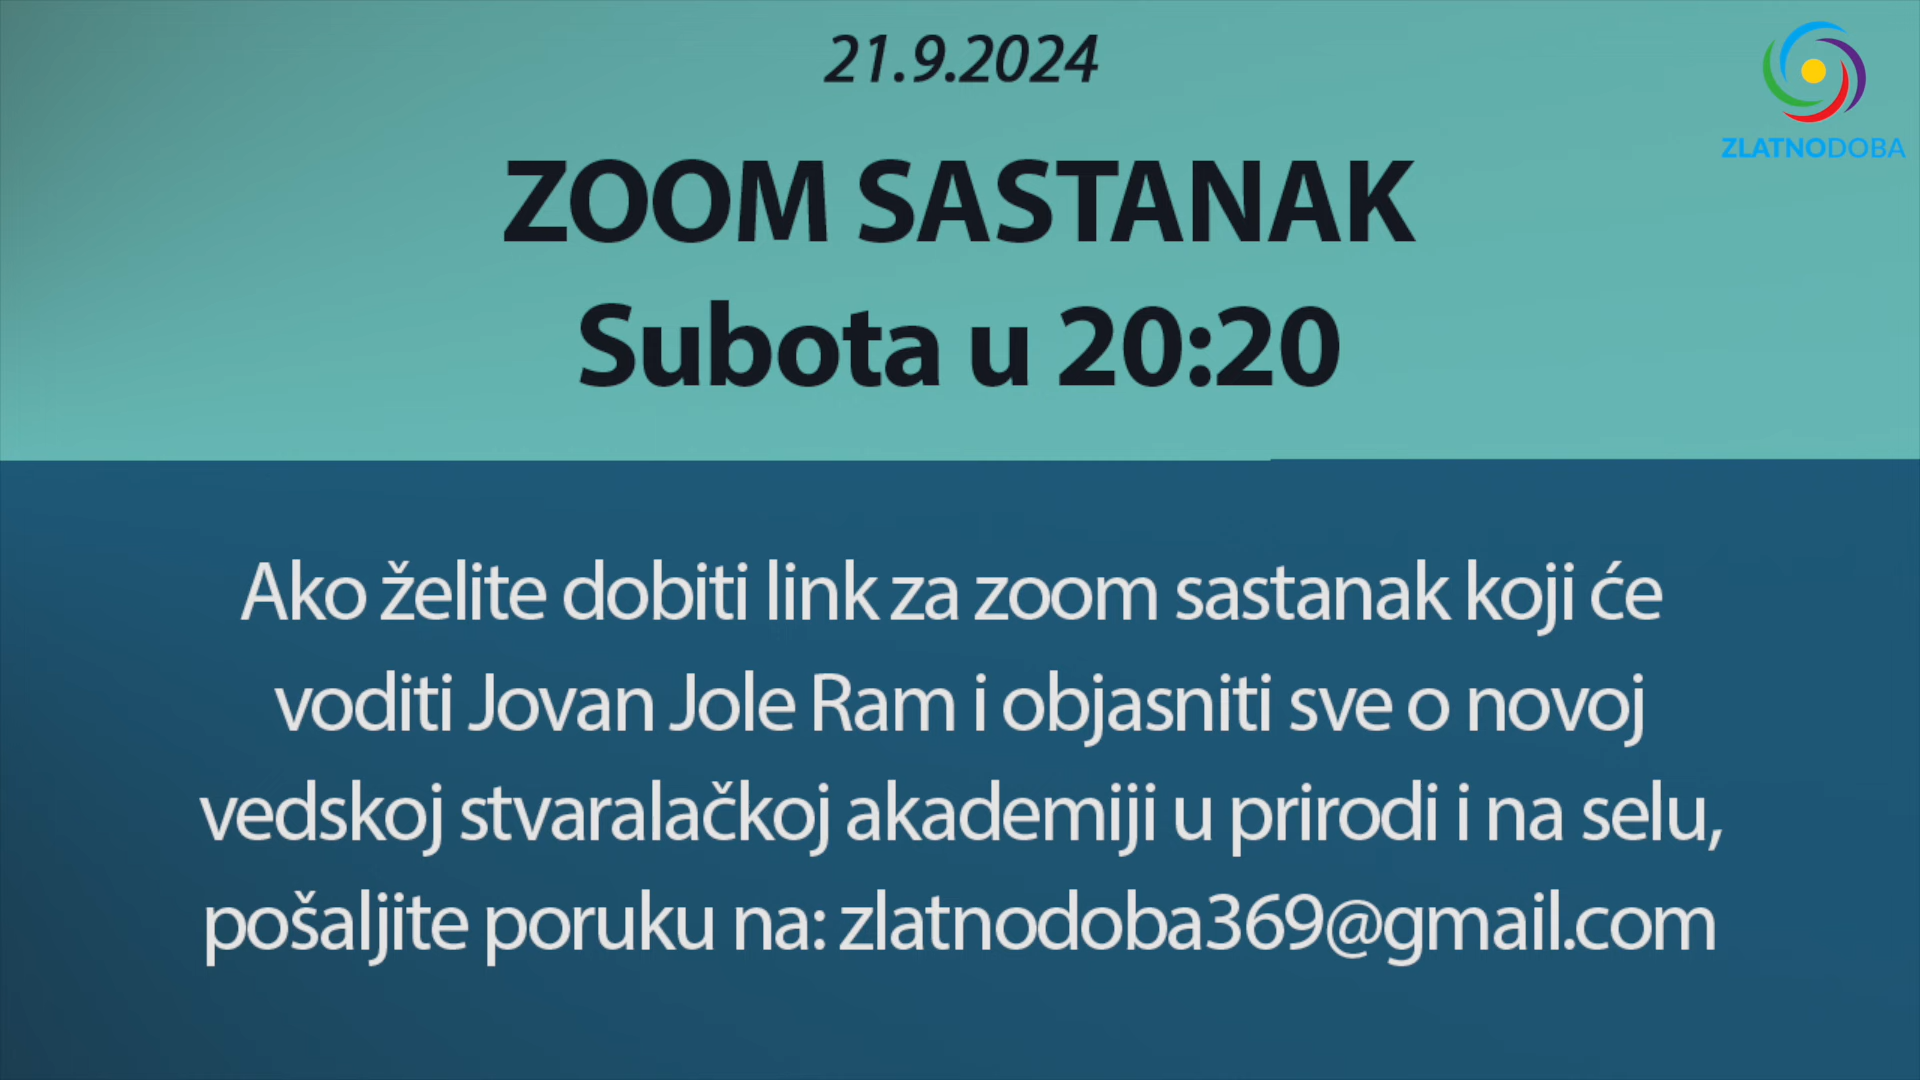 21.9.2024
ZLATNODOBA
ZOOM SASTANAK
Subota u 20:20
Ako želite dobiti link za zoom sastanak koji će
voditi Jovan Jole Ram i objasniti sve o novoj
vedskoj stvaralačkoj akademiji u prirodi i na selu,
pošaljite poruku na: zlatnodoba369@gmail.com